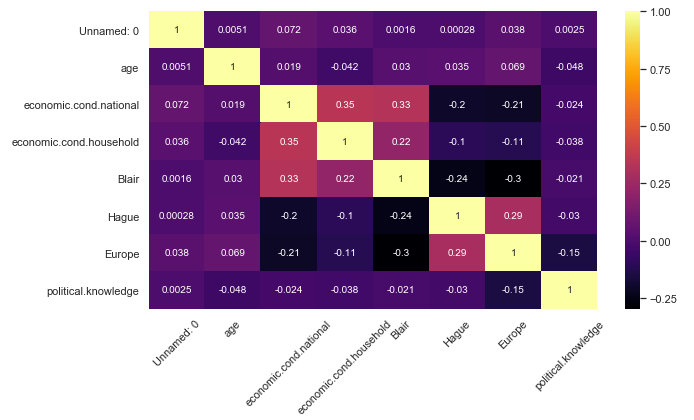 Unnamed: 0 1 0.0051 0.072 0.036 0.0016 0.00028 0.038 0.0025
age 0.0051 1 0.019 -0.042 0.03 0.035 0.069 -0.048
economic.cond.national 0.072 0.019 1 0.35 0.33 -0.2 -0.21 -0.024
economic.cond.household 0.036 -0.042 0.35 1 0.22 -0.1 -0.11 -0.038
Blair 0.0016 0.03 0.33 0.22 1 -0.24 -0.3 -0.021
Hague 0.00028 0.035 -0.2 -0.1 -0.24 1 0.29 -0.03
Europe 0.038 0.069 -0.21 -0.11 -0.3 0.29 1 -0.15
political.knowledge 0.0025 -0.048 -0.024 -0.038 -0.021 -0.03 -0.15 1
Unnamed: 0
age
economic.cond.national
economic.cond.household
Blair
Hague
Europe
political.knowledge
1.00
0.75
0.50
0.25
0.00
−0.25